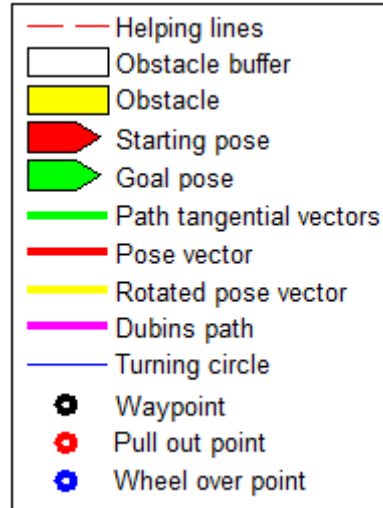 Helping lines
Obstacle buffer
Obstacle
Starting pose
Goal pose
Path tangential vectors
Pose vector
Rotated pose vector
Dubins path
Turning circle
Waypoint
Pull out point
Wheel over point